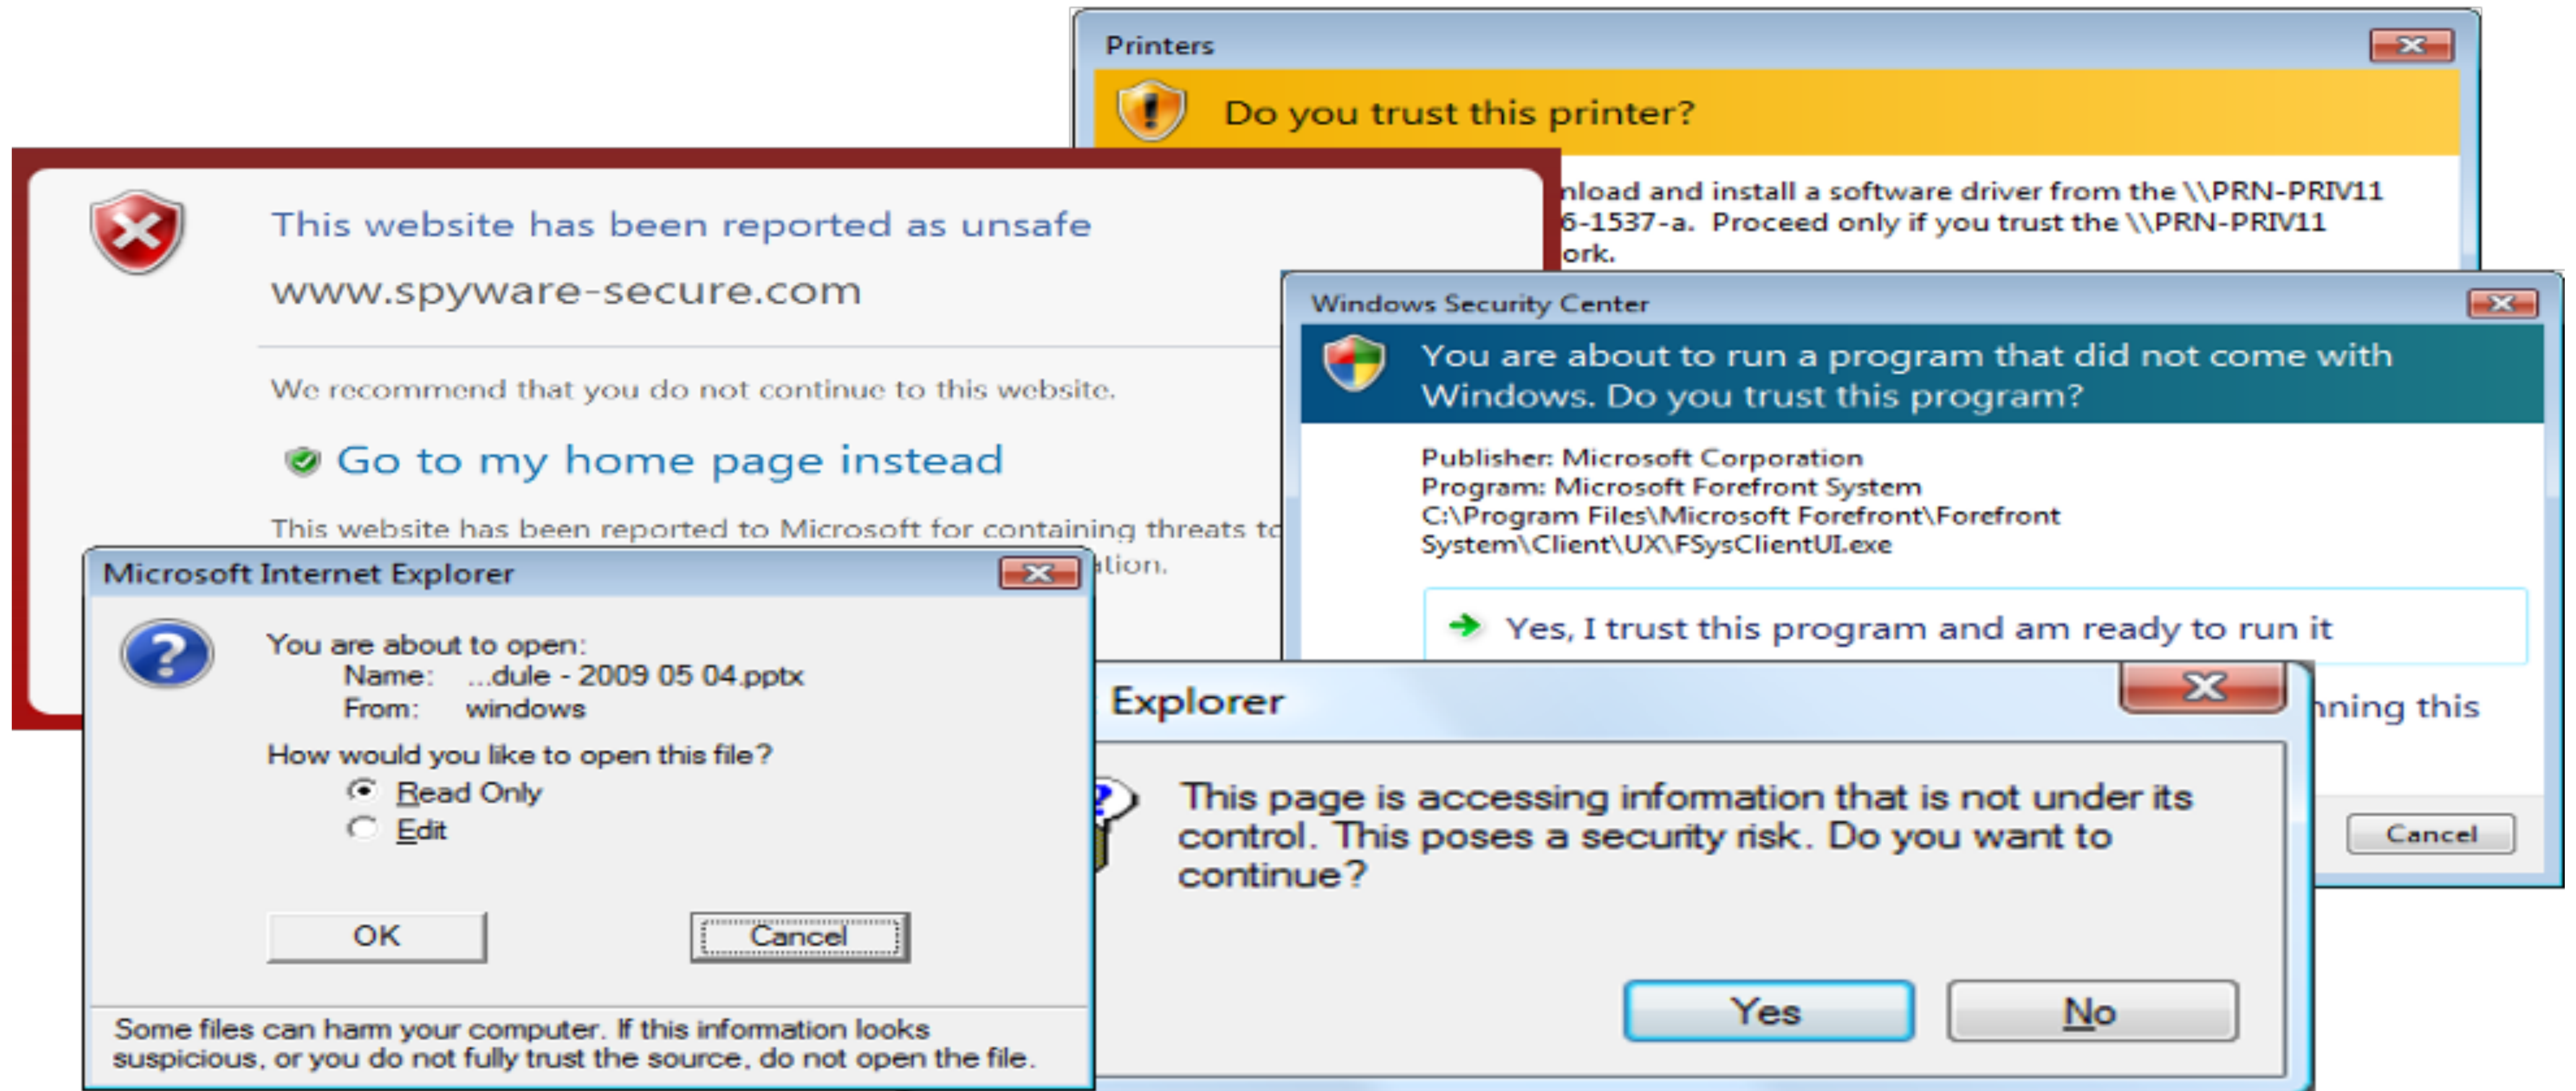 Printers
Do you trust this printer?
nload and install a software driver from the \\PRN-PRIV11
6-1537-a. Proceed only if you trust the \\PRN-PRIV11
ork.
This website has been reported as unsafe
www.spyware-secure.com
We recommend that you do not continue to this website.
Go to my home page instead
This website has been reported to Microsoft for containing threats to
ation.
Windows Security Center
You are about to run a program that did not come with
Windows. Do you trust this program?
Publisher: Microsoft Corporation
Program: Microsoft Forefront System
C:\Program Files\Microsoft Forefront\Forefront
System\Client\UX\FSysClientUI.exe
Yes, I trust this program and am ready to run it
nning this
Cancel
Microsoft Internet Explorer
You are about to open:
Name: ...dule - 2009 05 04.pptx
From: windows
How would you like to open this file?
Read Only
Edit
OK Cancel
Some files can harm your computer. If this information looks
suspicious, or you do not fully trust the source, do not open the file.
Explorer
This page is accessing information that is not under its
control. This poses a security risk. Do you want to
continue?
Yes No